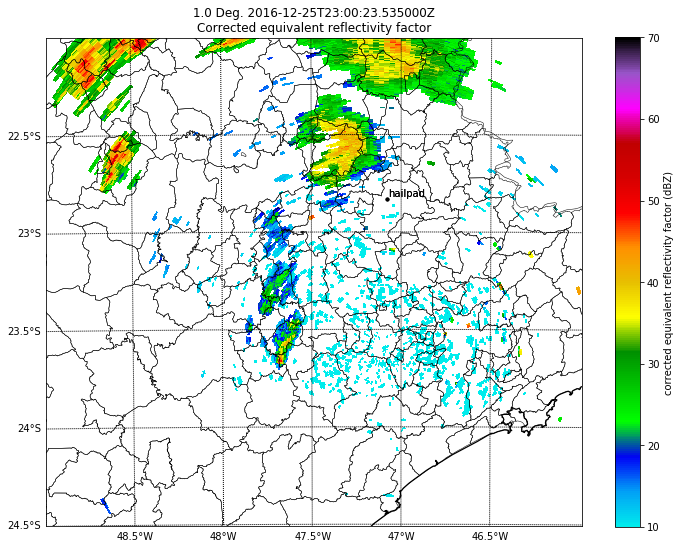 1.0 Deg. 2016-12-25T23:00:23.535000Z
Corrected equivalent reflectivity factor
22.5°S
23°S
23.5°S
24°S
24.5°S
48.5°W
48°W
47.5°W
47°W
46.5°W
hailpad
70
60
50
40
30
20
10
corrected equivalent reflectivity factor (dBZ)